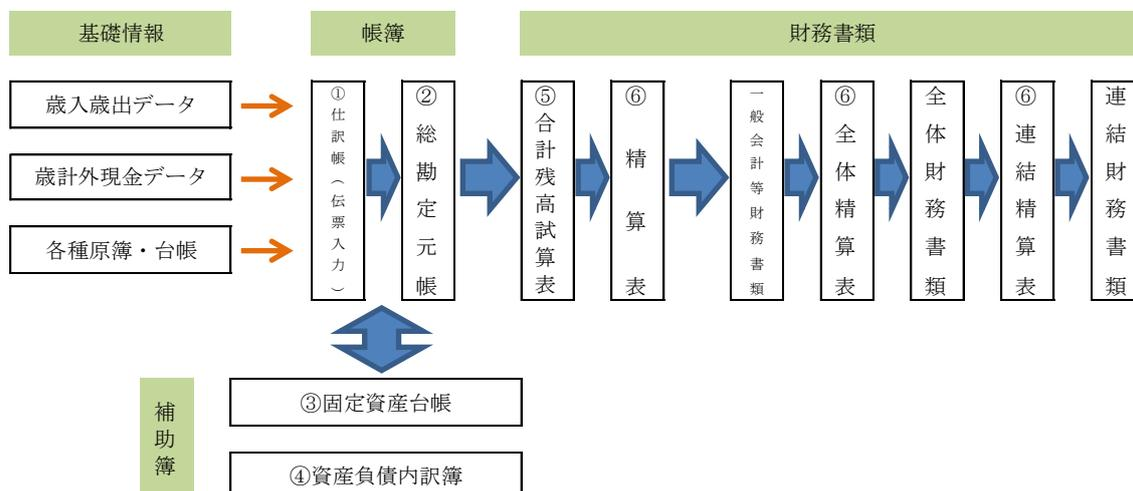 基礎情報
帳簿
財務書類
歳入歳出データ
歳計外現金データ
各種原簿・台帳
①仕訳帳（伝票入力）
②総勘定元帳
⑤合計残高試算表
⑥精算表
一般会計等財務書類
⑥全体精算表
全体財務書類
⑥連結精算表
連結財務書類
補助簿
③固定資産台帳
④資産負債内訳簿